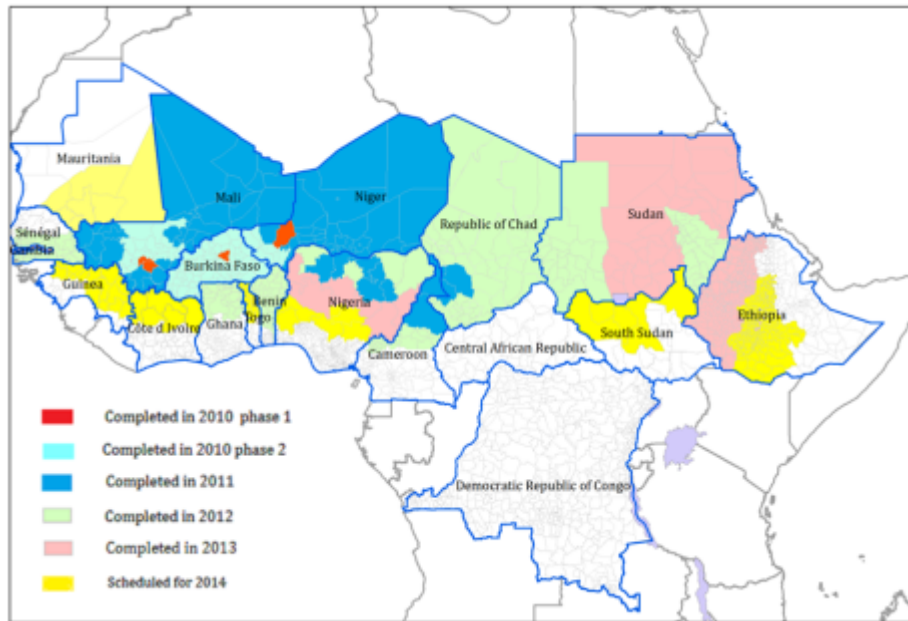 Mauritania
Mali
Niger
Republic of Chad
Sudan
Sénégal
Gambia
Burkina Faso
Guinea
Nigeria
Benin
Togo
Ghana
Côte d Ivoire
Cameroon
Central African Republic
South Sudan
Ethiopia
Democratic Republic of Congo
Completed in 2010 phase 1
Completed in 2010 phase 2
Completed in 2011
Completed in 2012
Completed in 2013
Scheduled for 2014